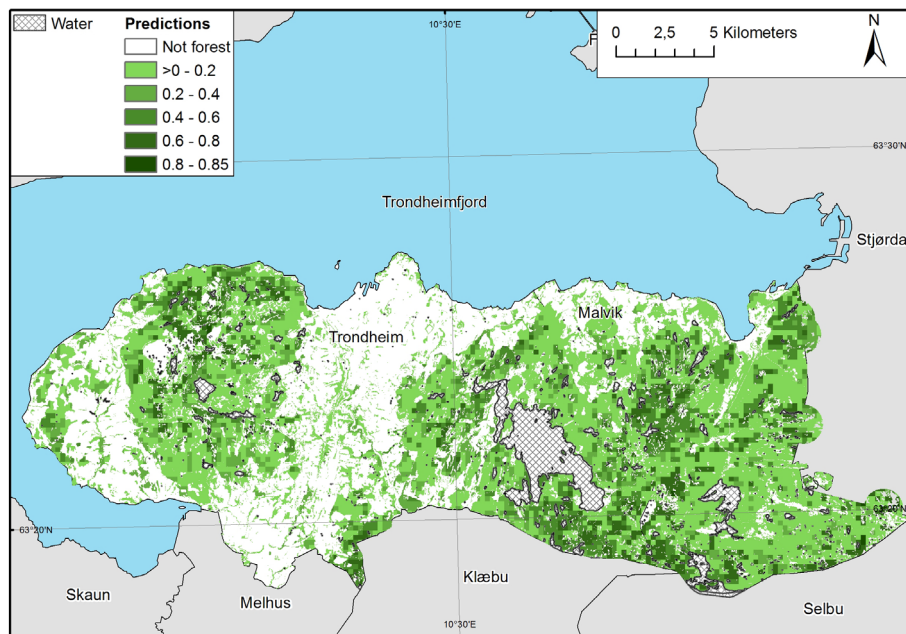 Water
Predictions
Not forest
>0 - 0.2
0.2 - 0.4
0.4 - 0.6
0.6 - 0.8
0.8 - 0.85
10°30'E
0 2,5 5 Kilometers
N
F
63°30'N
Trondheimfjord
Stjørda
Malvik
Trondheim
63°20'N
63°20'N
Klæbu
Skaun
Melhus
Selbu
10°30'E